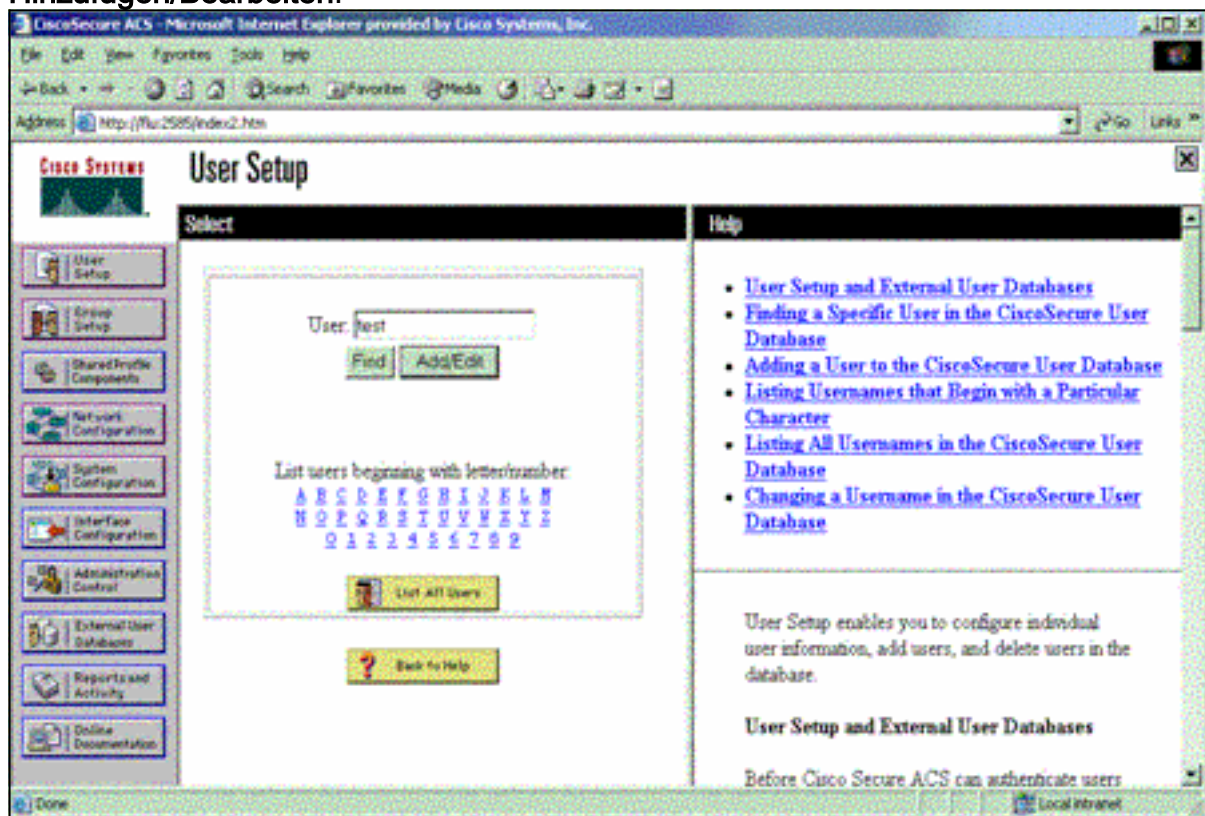 Hinzufügen/Bearbeiten.
CiscoSecure ACS - Microsoft Internet Explorer provided by Cisco Systems, Inc.
File Edit View Favorites Tools Help
Back Search Favorites Media
Address http://flur:2585/index2.htm Go Links »
CISCO SYSTEMS
User Setup
Select
Help
User Setup
Group Setup
Shared Profile Components
Network Configuration
System Configuration
Interface Configuration
Administration Control
External User Databases
Reports and Activity
Online Documentation
User: test
Find Add/Edit
List users beginning with letter/number:
A B C D E F G H I J K L M
N O P Q R S T U V W X Y Z
0 1 2 3 4 5 6 7 8 9
List All Users
Back to Help
User Setup and External User Databases
Finding a Specific User in the CiscoSecure User
Database
Adding a User to the CiscoSecure User Database
Listing Usernames that Begin with a Particular
Character
Listing All Usernames in the CiscoSecure User
Database
Changing a Username in the CiscoSecure User
Database
User Setup enables you to configure individual
user information, add users, and delete users in the
database.
User Setup and External User Databases
Before Cisco Secure ACS can authenticate users
Done
Local intranet